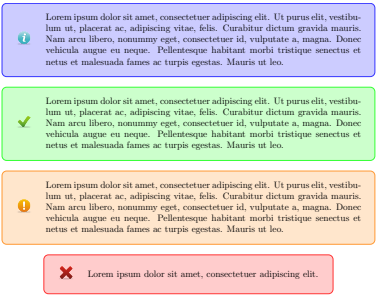 Lorem ipsum dolor sit amet, consectetuer adipiscing elit. Ut purus elit, vestibu-
lum ut, placerat ac, adipiscing vitae, felis. Curabitur dictum gravida mauris.
Nam arcu libero, nonummy eget, consectetuer id, vulputate a, magna. Donec
vehicula augue eu neque. Pellentesque habitant morbi tristique senectus et
netus et malesuada fames ac turpis egestas. Mauris ut leo.
Lorem ipsum dolor sit amet, consectetuer adipiscing elit. Ut purus elit, vestibu-
lum ut, placerat ac, adipiscing vitae, felis. Curabitur dictum gravida mauris.
Nam arcu libero, nonummy eget, consectetuer id, vulputate a, magna. Donec
vehicula augue eu neque. Pellentesque habitant morbi tristique senectus et
netus et malesuada fames ac turpis egestas. Mauris ut leo.
Lorem ipsum dolor sit amet, consectetuer adipiscing elit. Ut purus elit, vestibu-
lum ut, placerat ac, adipiscing vitae, felis. Curabitur dictum gravida mauris.
Nam arcu libero, nonummy eget, consectetuer id, vulputate a, magna. Donec
vehicula augue eu neque. Pellentesque habitant morbi tristique senectus et
netus et malesuada fames ac turpis egestas. Mauris ut leo.
Lorem ipsum dolor sit amet, consectetuer adipiscing elit.